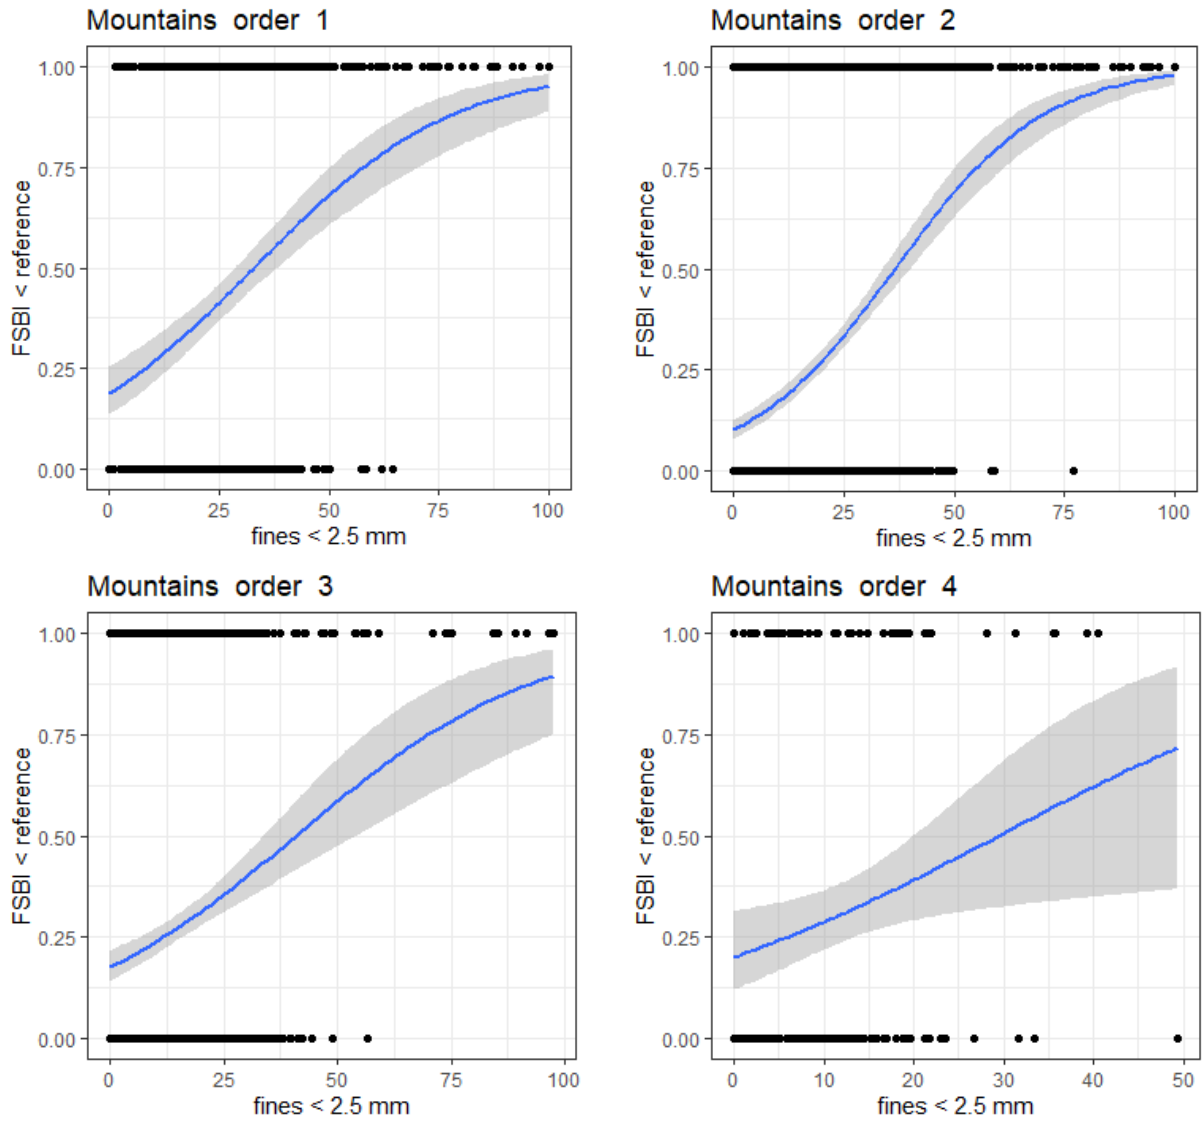 Mountains order 1
1.00
0.75
0.50
0.25
0.00
FSBI < reference
0 25 50 75 100
fines < 2.5 mm
Mountains order 2
1.00
0.75
0.50
0.25
0.00
FSBI < reference
0 25 50 75 100
fines < 2.5 mm
Mountains order 3
1.00
0.75
0.50
0.25
0.00
FSBI < reference
0 25 50 75 100
fines < 2.5 mm
Mountains order 4
1.00
0.75
0.50
0.25
0.00
FSBI < reference
0 10 20 30 40 50
fines < 2.5 mm